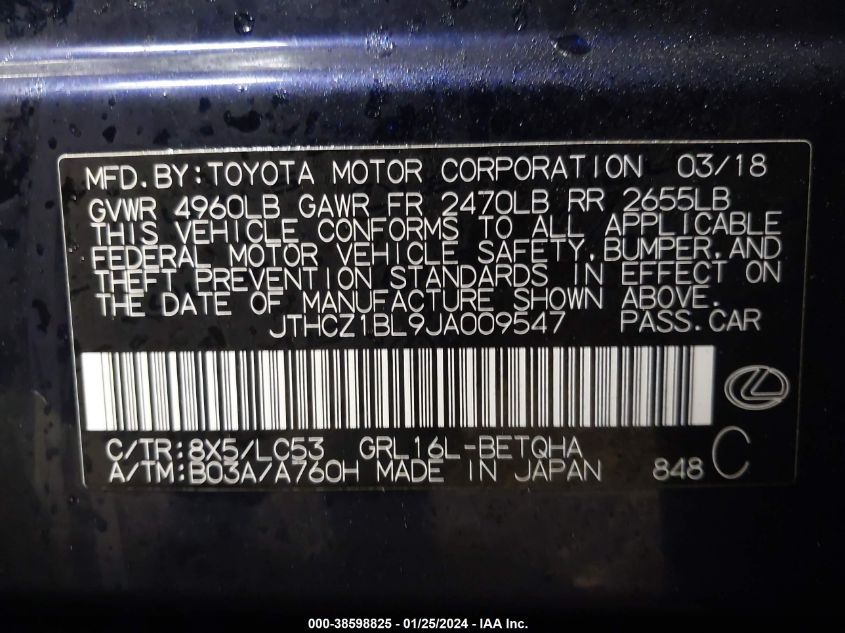 MFD.BY:TOYOTA MOTOR CORPORATION 03/18
GVWR 4960LB GAWR FR 2470LB RR 2655LB
THIS VEHICLE CONFORMS TO ALL APPLICABLE
FEDERAL MOTOR VEHICLE SAFETY,BUMPER,AND
THEFT PREVENTION STANDARDS IN EFFECT ON
THE DATE OF MANUFACTURE SHOWN ABOVE.
JTHCZ1BL9JA009547 PASS.CAR
C/TR:8X5/LC53 GRL16L-BETQHA
A/TM:B03A/A760H MADE IN JAPAN 848 C
000-38598825 - 01/25/2024 - IAA Inc.